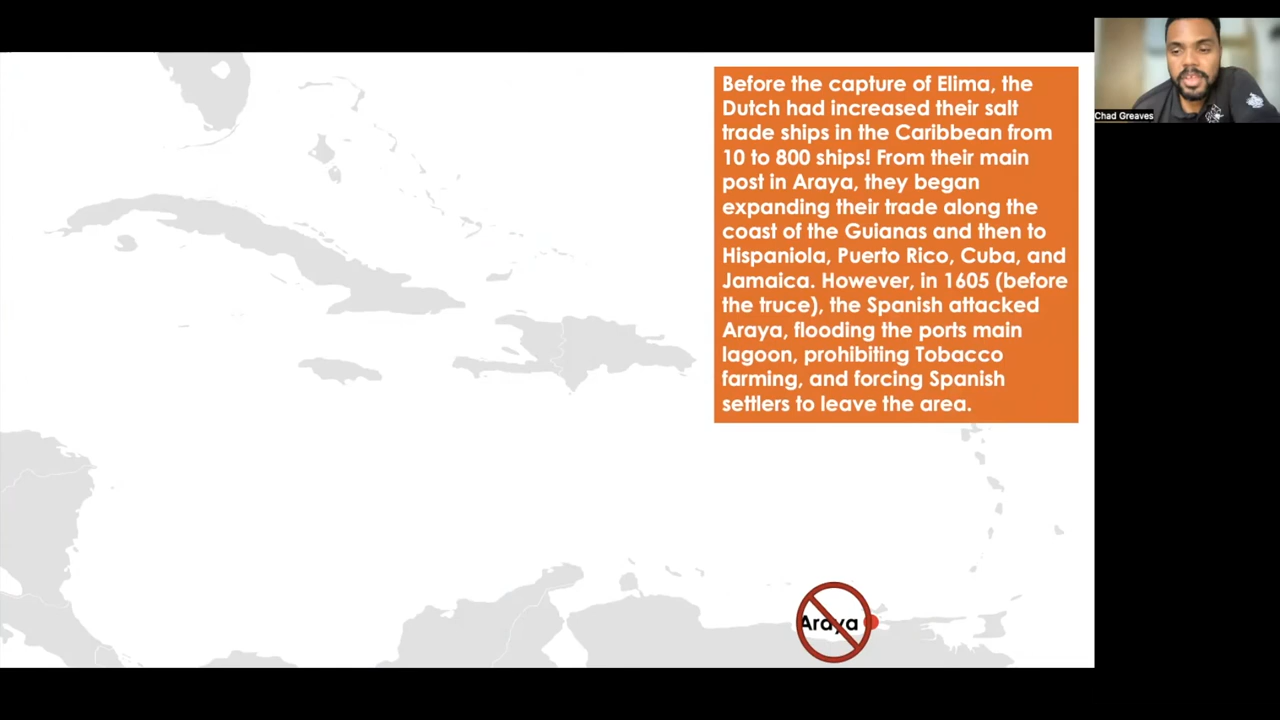 Before the capture of Elima, the
Dutch had increased their salt
trade ships in the Caribbean from
10 to 800 ships! From their main
post in Araya, they began
expanding their trade along the
coast of the Guianas and then to
Hispaniola, Puerto Rico, Cuba, and
Jamaica. However, in 1605 (before
the truce), the Spanish attacked
Araya, flooding the ports main
lagoon, prohibiting Tobacco
farming, and forcing Spanish
settlers to leave the area.
Chad Greaves
Araya